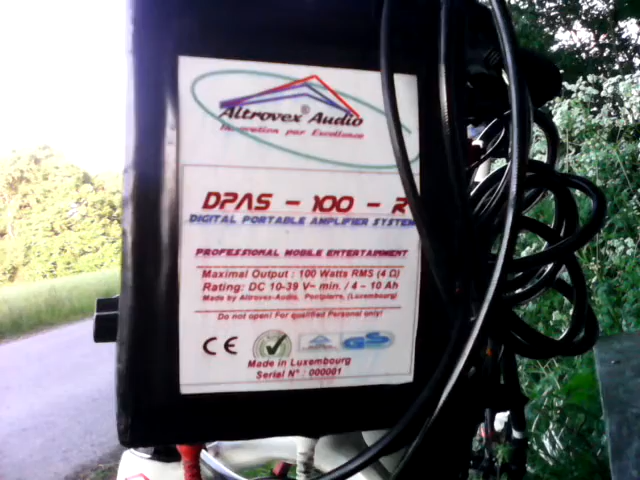 Altrovex® Audio
Innovation par Excellence
DPAS - 100 - R
DIGITAL PORTABLE AMPLIFIER SYSTEM
PROFESSIONAL MOBILE ENTERTAINMENT
Maximal Output : 100 Watts RMS (4 Ω)
Rating: DC 10-39 V~ min. / 4 - 10 Ah
Made by Altrovex-Audio, Pontpierre, (Luxembourg)
Do not open! For qualified Personal only!
CE
GS
Made in Luxembourg
Serial N° : 000001